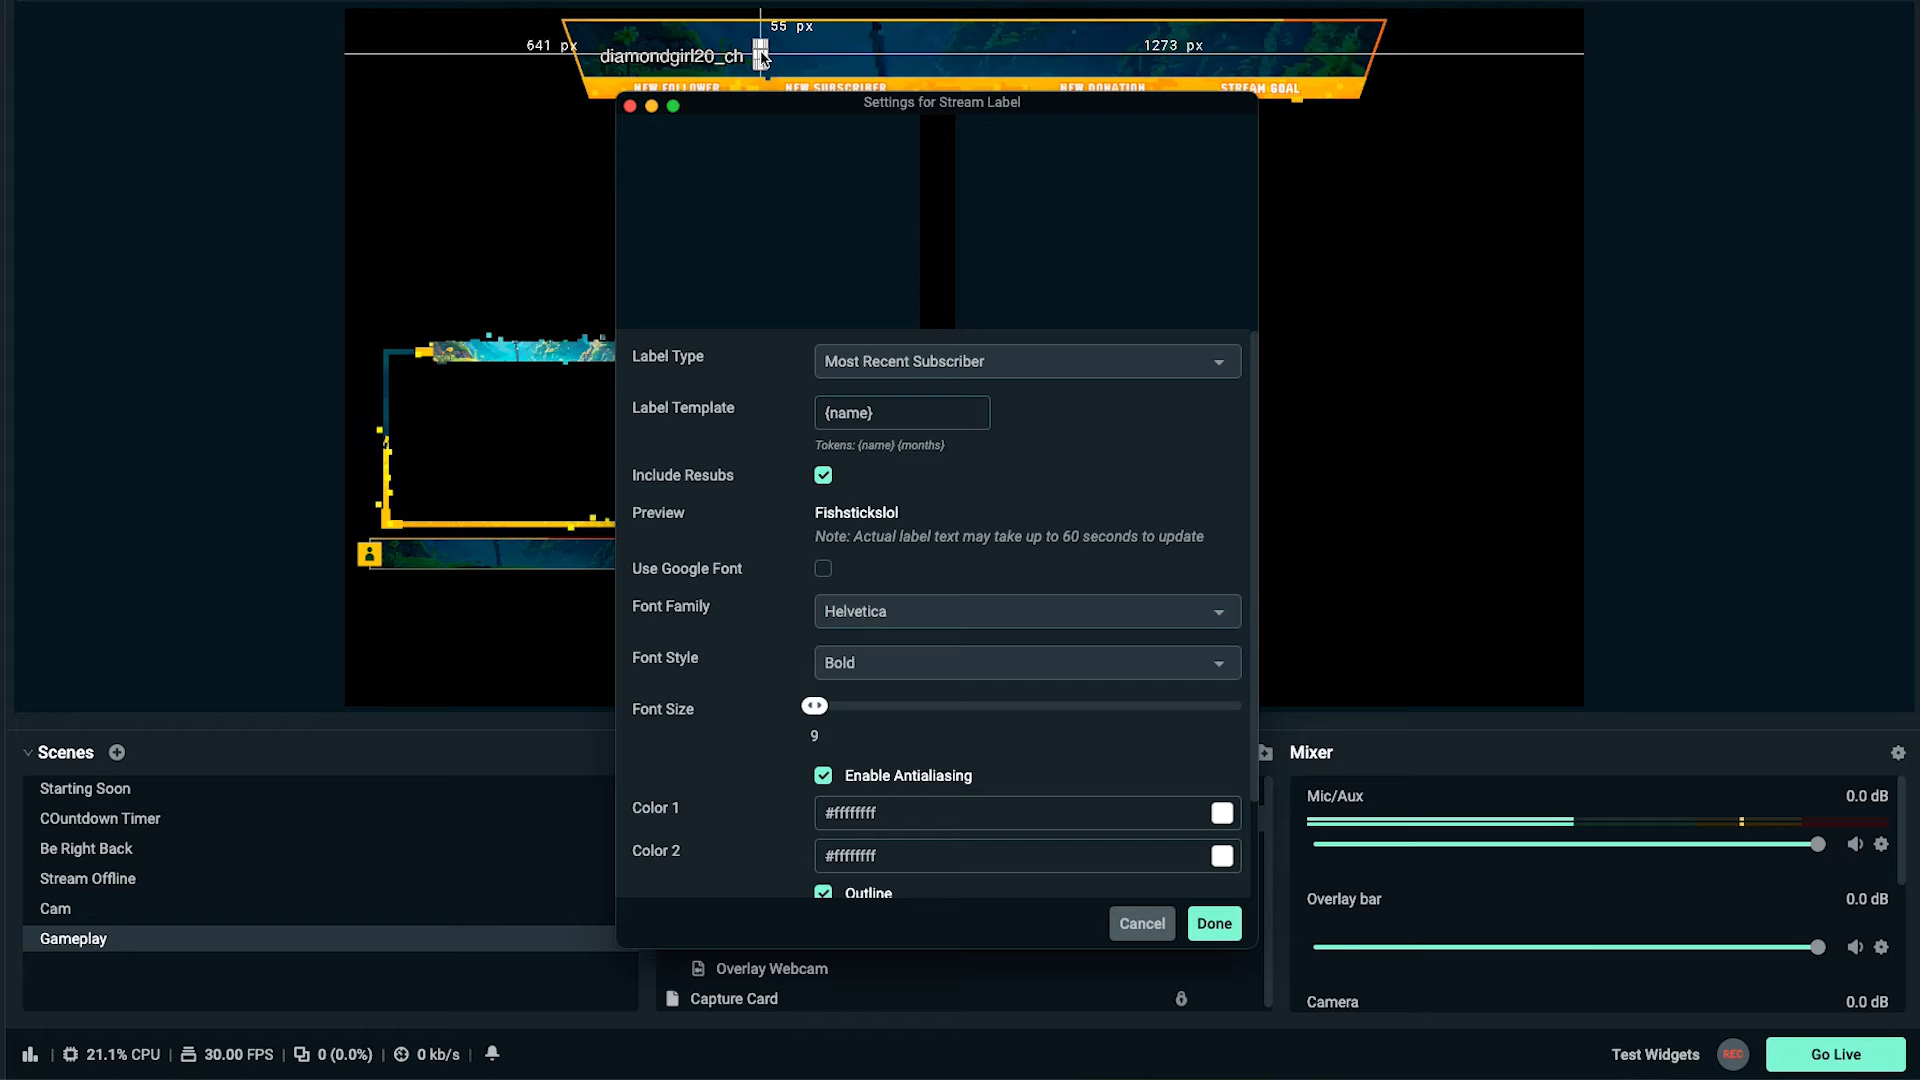 55 px
641 px
1273 px
diamondgirl20_ch
NEW FOLLOWER NEW SUBSCRIBER NEW DONATION STREAM GOAL
Settings for Stream Label
Label Type
Most Recent Subscriber
Label Template
{name}
Tokens: {name} {months}
Include Resubs
Preview
Fishstickslol
Note: Actual label text may take up to 60 seconds to update
Use Google Font
Font Family
Helvetica
Font Style
Bold
Font Size
9
Enable Antialiasing
Color 1
#ffffffff
Color 2
#ffffffff
Outline
Cancel
Done
Scenes
Starting Soon
COuntdown Timer
Be Right Back
Stream Offline
Cam
Gameplay
Overlay Webcam
Capture Card
Mixer
Mic/Aux
0.0 dB
Overlay bar
0.0 dB
Camera
0.0 dB
21.1% CPU
30.00 FPS
0 (0.0%)
0 kb/s
Test Widgets
REC
Go Live